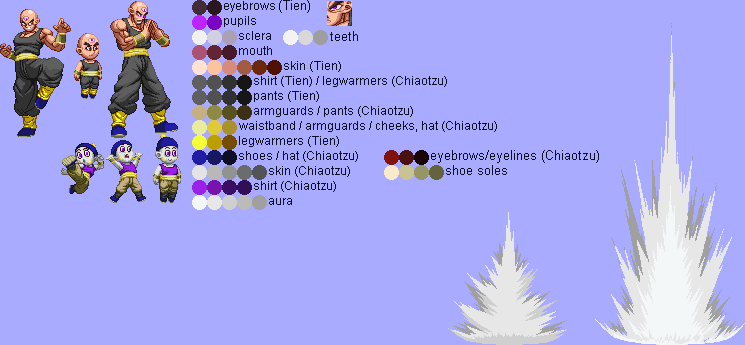 eyebrows (Tien)
pupils
sclera teeth
mouth
skin (Tien)
shirt (Tien) / legwarmers (Chiaotzu)
pants (Tien)
armguards / pants (Chiaotzu)
waistband / armguards / cheeks, hat (Chiaotzu)
legwarmers (Tien)
shoes / hat (Chiaotzu) eyebrows/eyelines (Chiaotzu)
skin (Chiaotzu) shoe soles
shirt (Chiaotzu)
aura